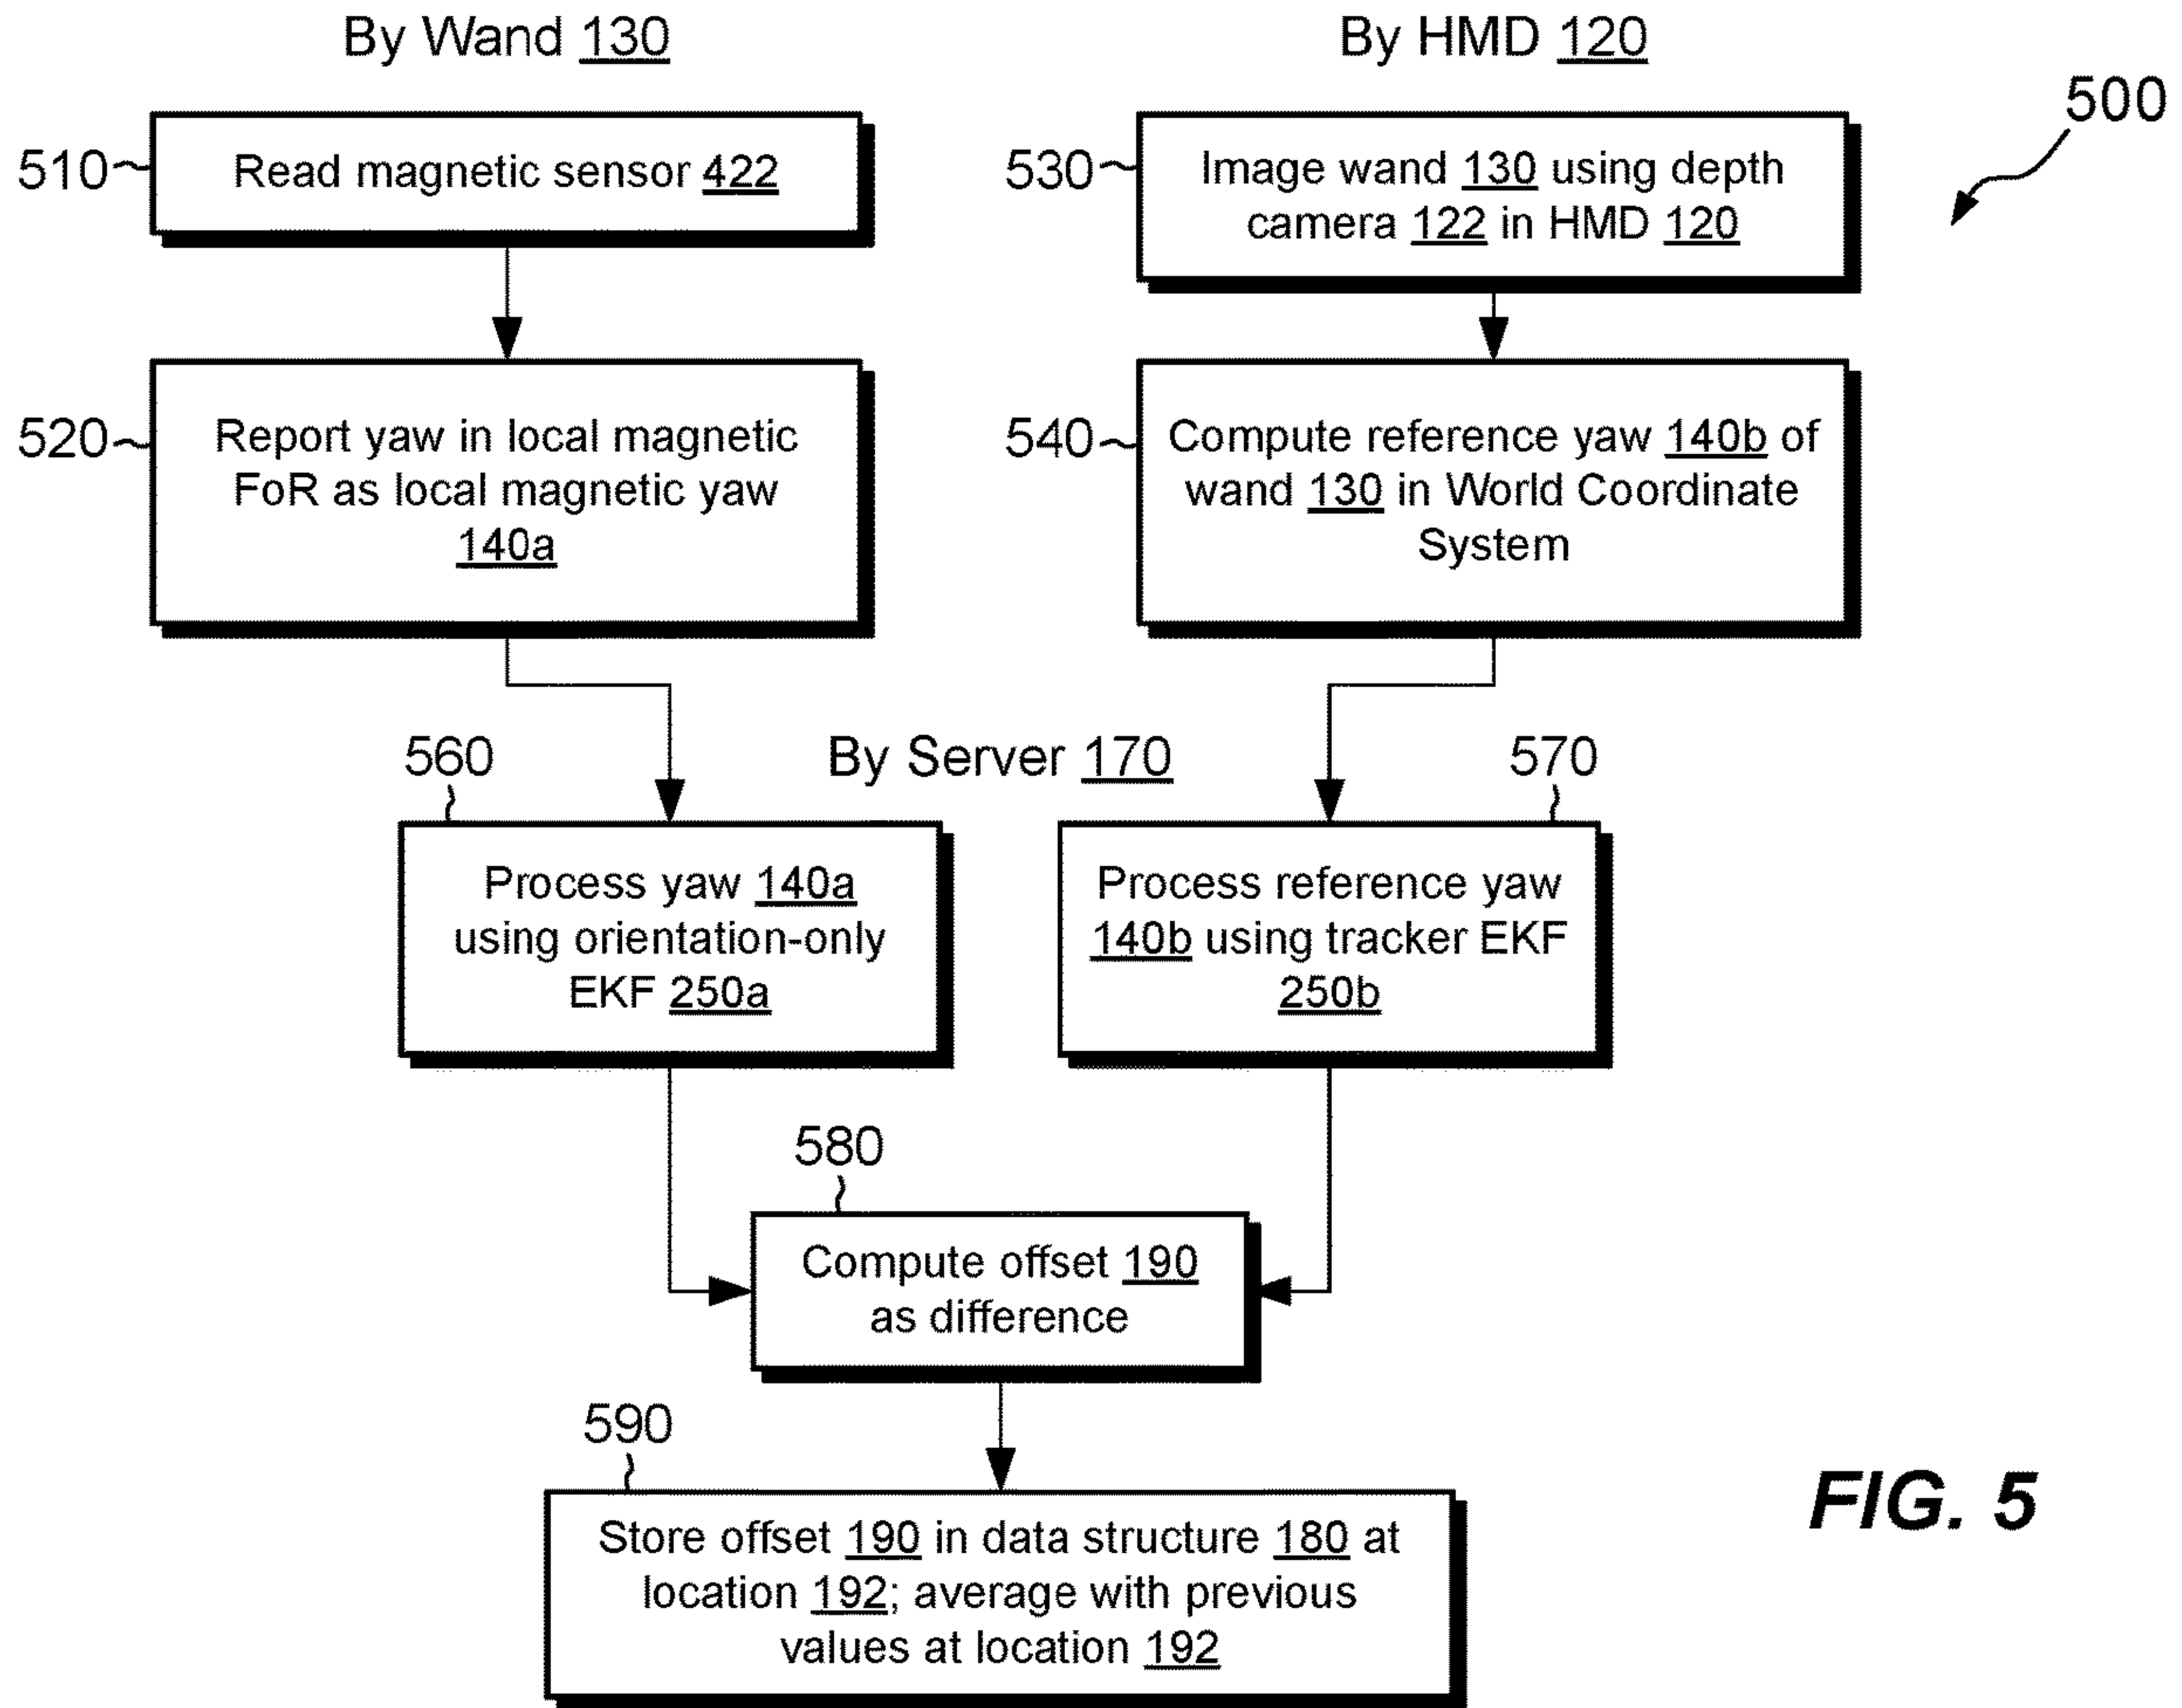 By Wand 130
By HMD 120
500
510
Read magnetic sensor 422
530
Image wand 130 using depth
camera 122 in HMD 120
520
Report yaw in local magnetic
FoR as local magnetic yaw
140a
540
Compute reference yaw 140b of
wand 130 in World Coordinate
System
By Server 170
560
Process yaw 140a
using orientation-only
EKF 250a
570
Process reference yaw
140b using tracker EKF
250b
580
Compute offset 190
as difference
590
Store offset 190 in data structure 180 at
location 192; average with previous
values at location 192
FIG. 5